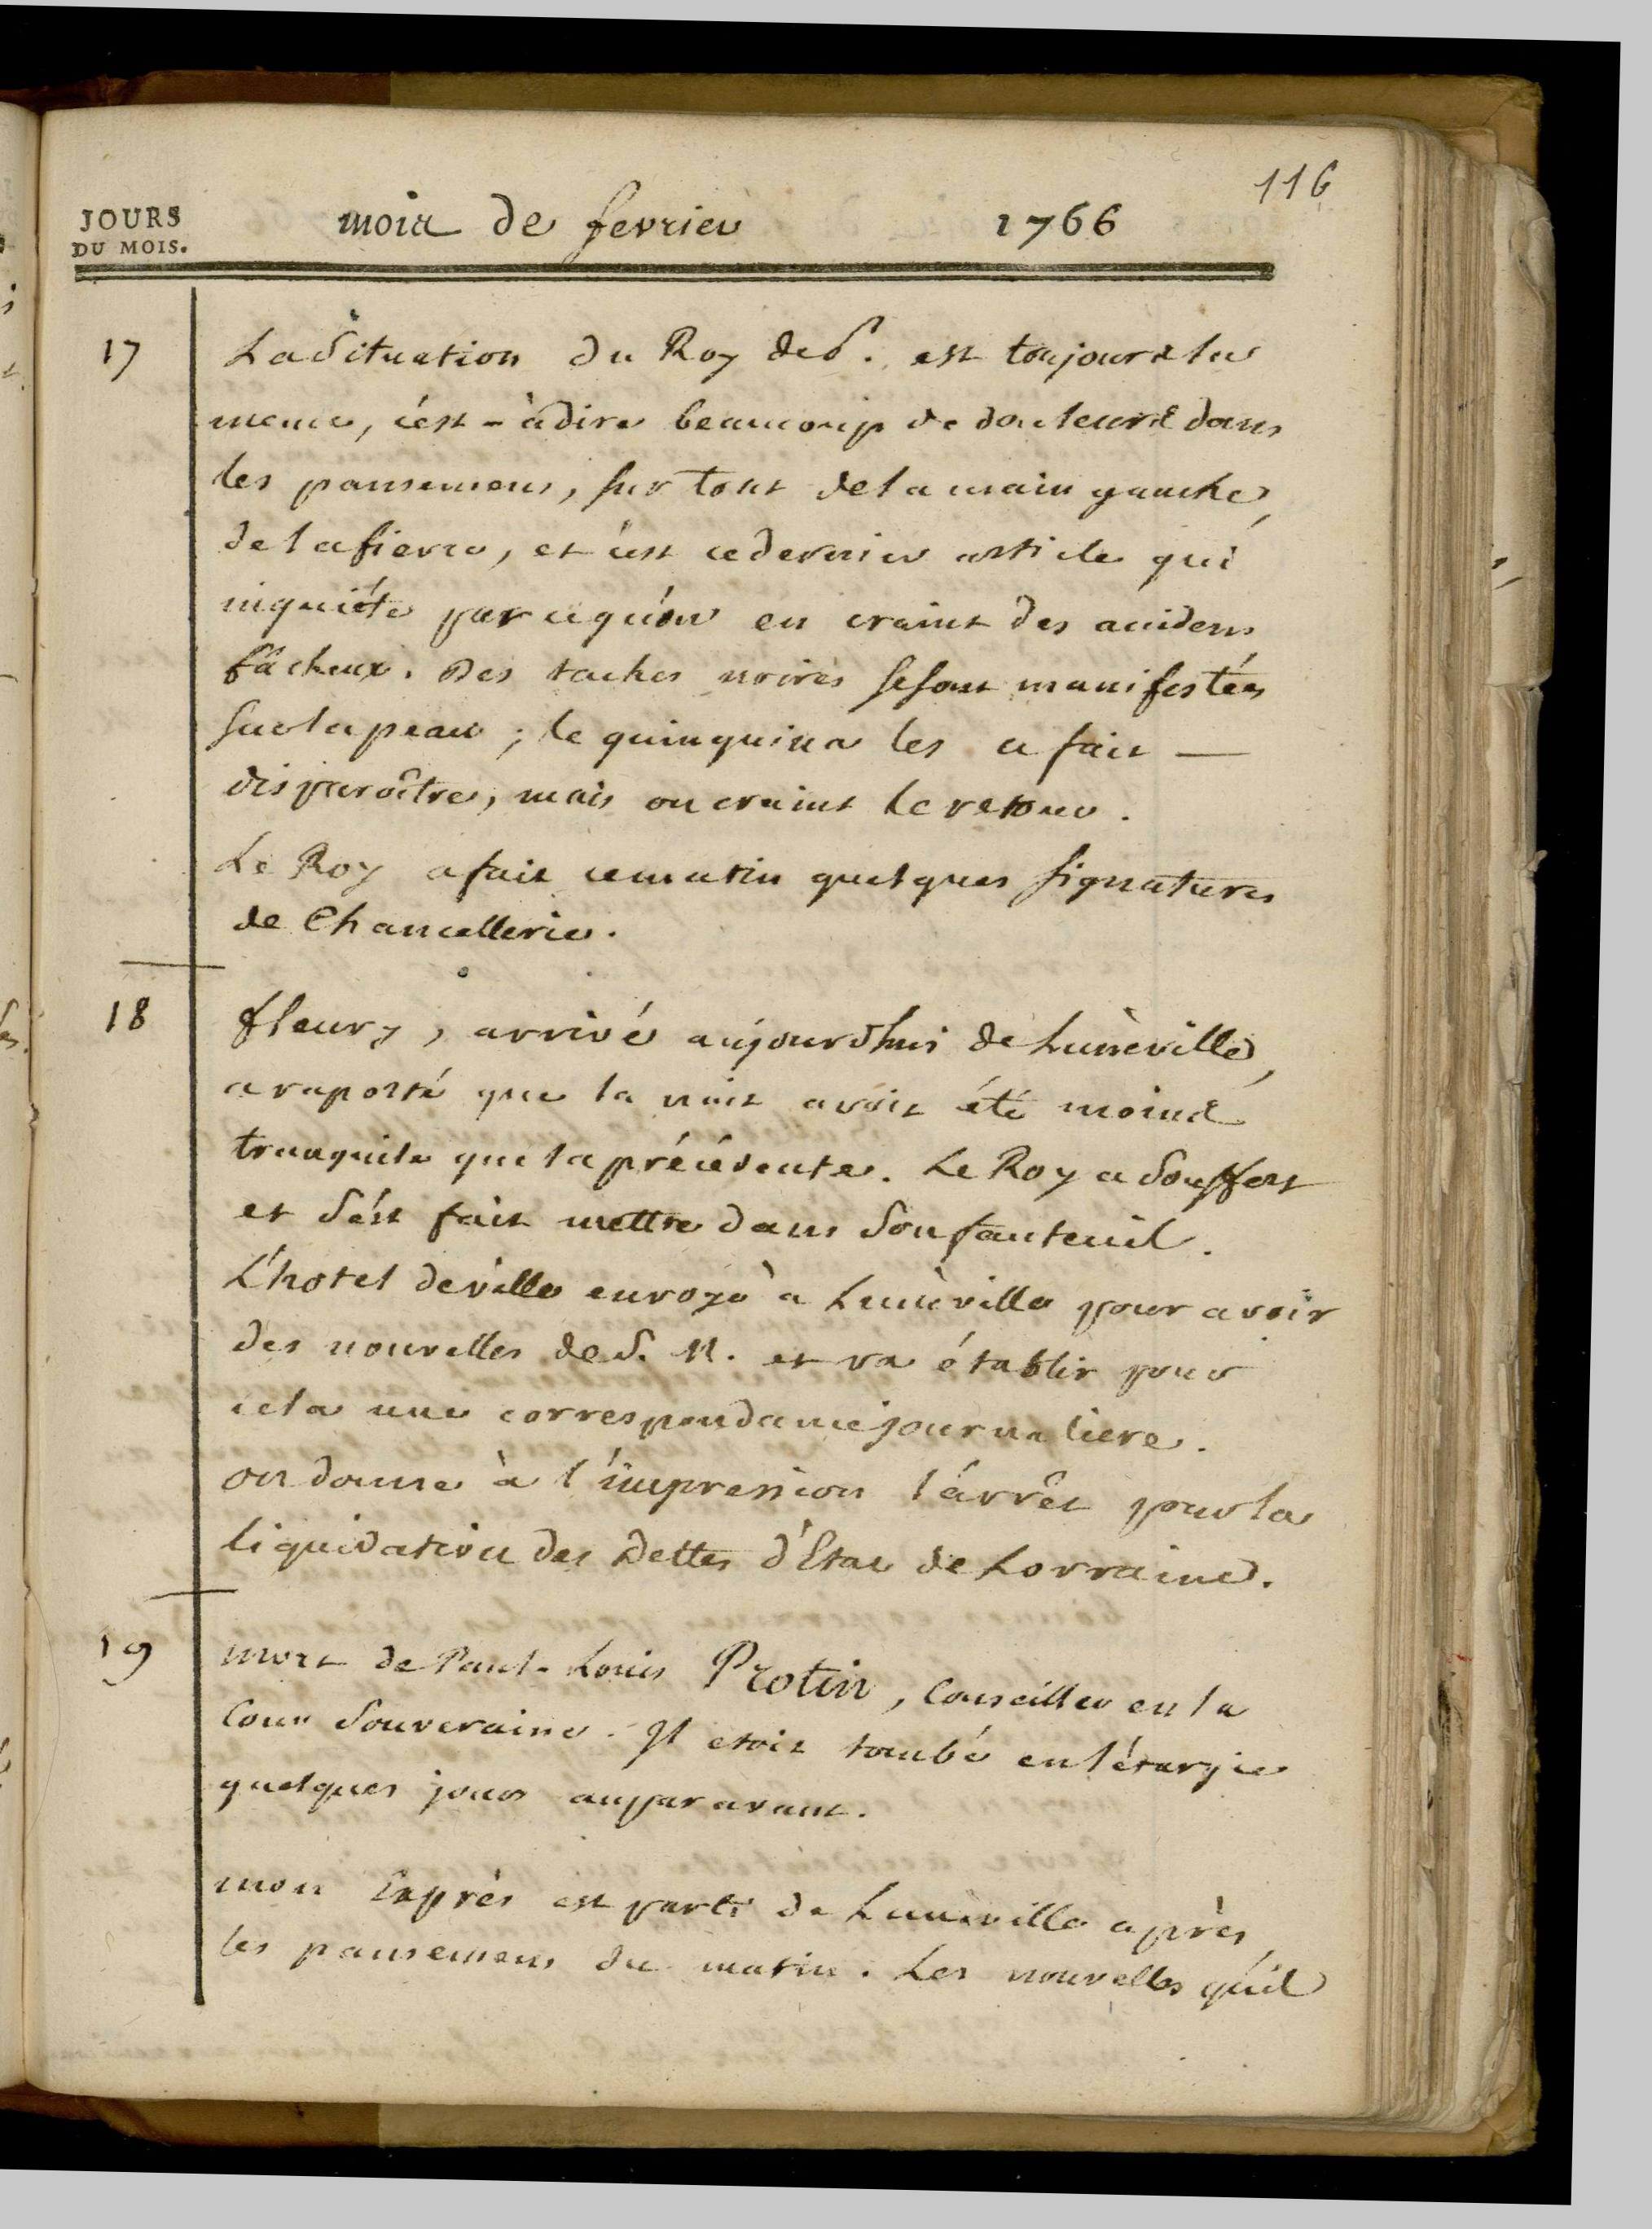 116
JOURS
DU MOIS.
mois de fevrier 1766
17 La Situation du Roy de P. est toujours la
meme, c'est-à dire beaucoup de douleurs dans
les pansemens, sur tout de la main gauche,
de la fievre, et c'est ce dernier article qui
inquiéte parcequ'on en craint des accidens
fâcheux. Des taches noires se sont manifestées
sur la peau ; le quinquina les a fait —
disparoître, mais on craint le retour.
Le Roy a fait ce matin quelques signatures
de Chancellerie.
18 fleury, arrivé aujourdhui de Lunéville,
a raporté que la nuit avoit été moins
tranquile que la précédente. Le Roy a Souffert
et S'est fait mettre dans Son fauteuil.
L'hotel de ville envoye à Lunéville pour avoir
des nouvelles de S. M. et va établir pour
cela une correspondance journaliere.
on donne à l'impression l'arrêt pour la
liquidation des Dettes d'Etat de Lorraine.
19 mort de Paul-Louis Protin, Conseiller en la
Cour Souveraine. Il etoit tombé en létargie
quelques jours auparavant.
mon Exprès est parti de Lunéville après
les pansemens du matin. Les nouvelles qu'il